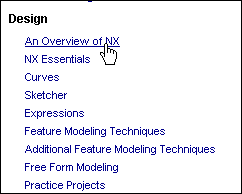 Design
An Overview of NX
NX Essentials
Curves
Sketcher
Expressions
Feature Modeling Techniques
Additional Feature Modeling Techniques
Free Form Modeling
Practice Projects